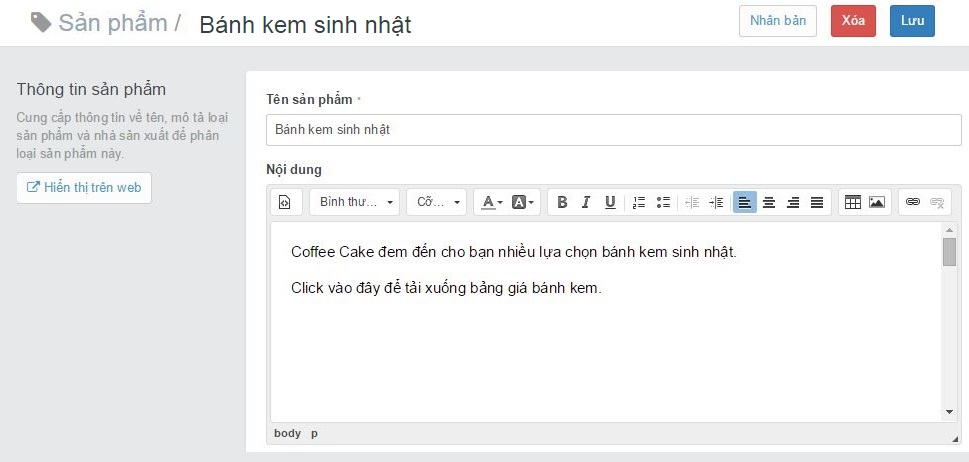 Sản phẩm / Bánh kem sinh nhật
Nhân bản Xóa Lưu
Thông tin sản phẩm
Cung cấp thông tin về tên, mô tả loại
sản phẩm và nhà sản xuất để phân
loại sản phẩm này.
Hiển thị trên web
Tên sản phẩm *
Bánh kem sinh nhật
Nội dung
Bình thư... Cỡ... A A B I U
Coffee Cake đem đến cho bạn nhiều lựa chọn bánh kem sinh nhật.
Click vào đây để tải xuống bảng giá bánh kem.
body p